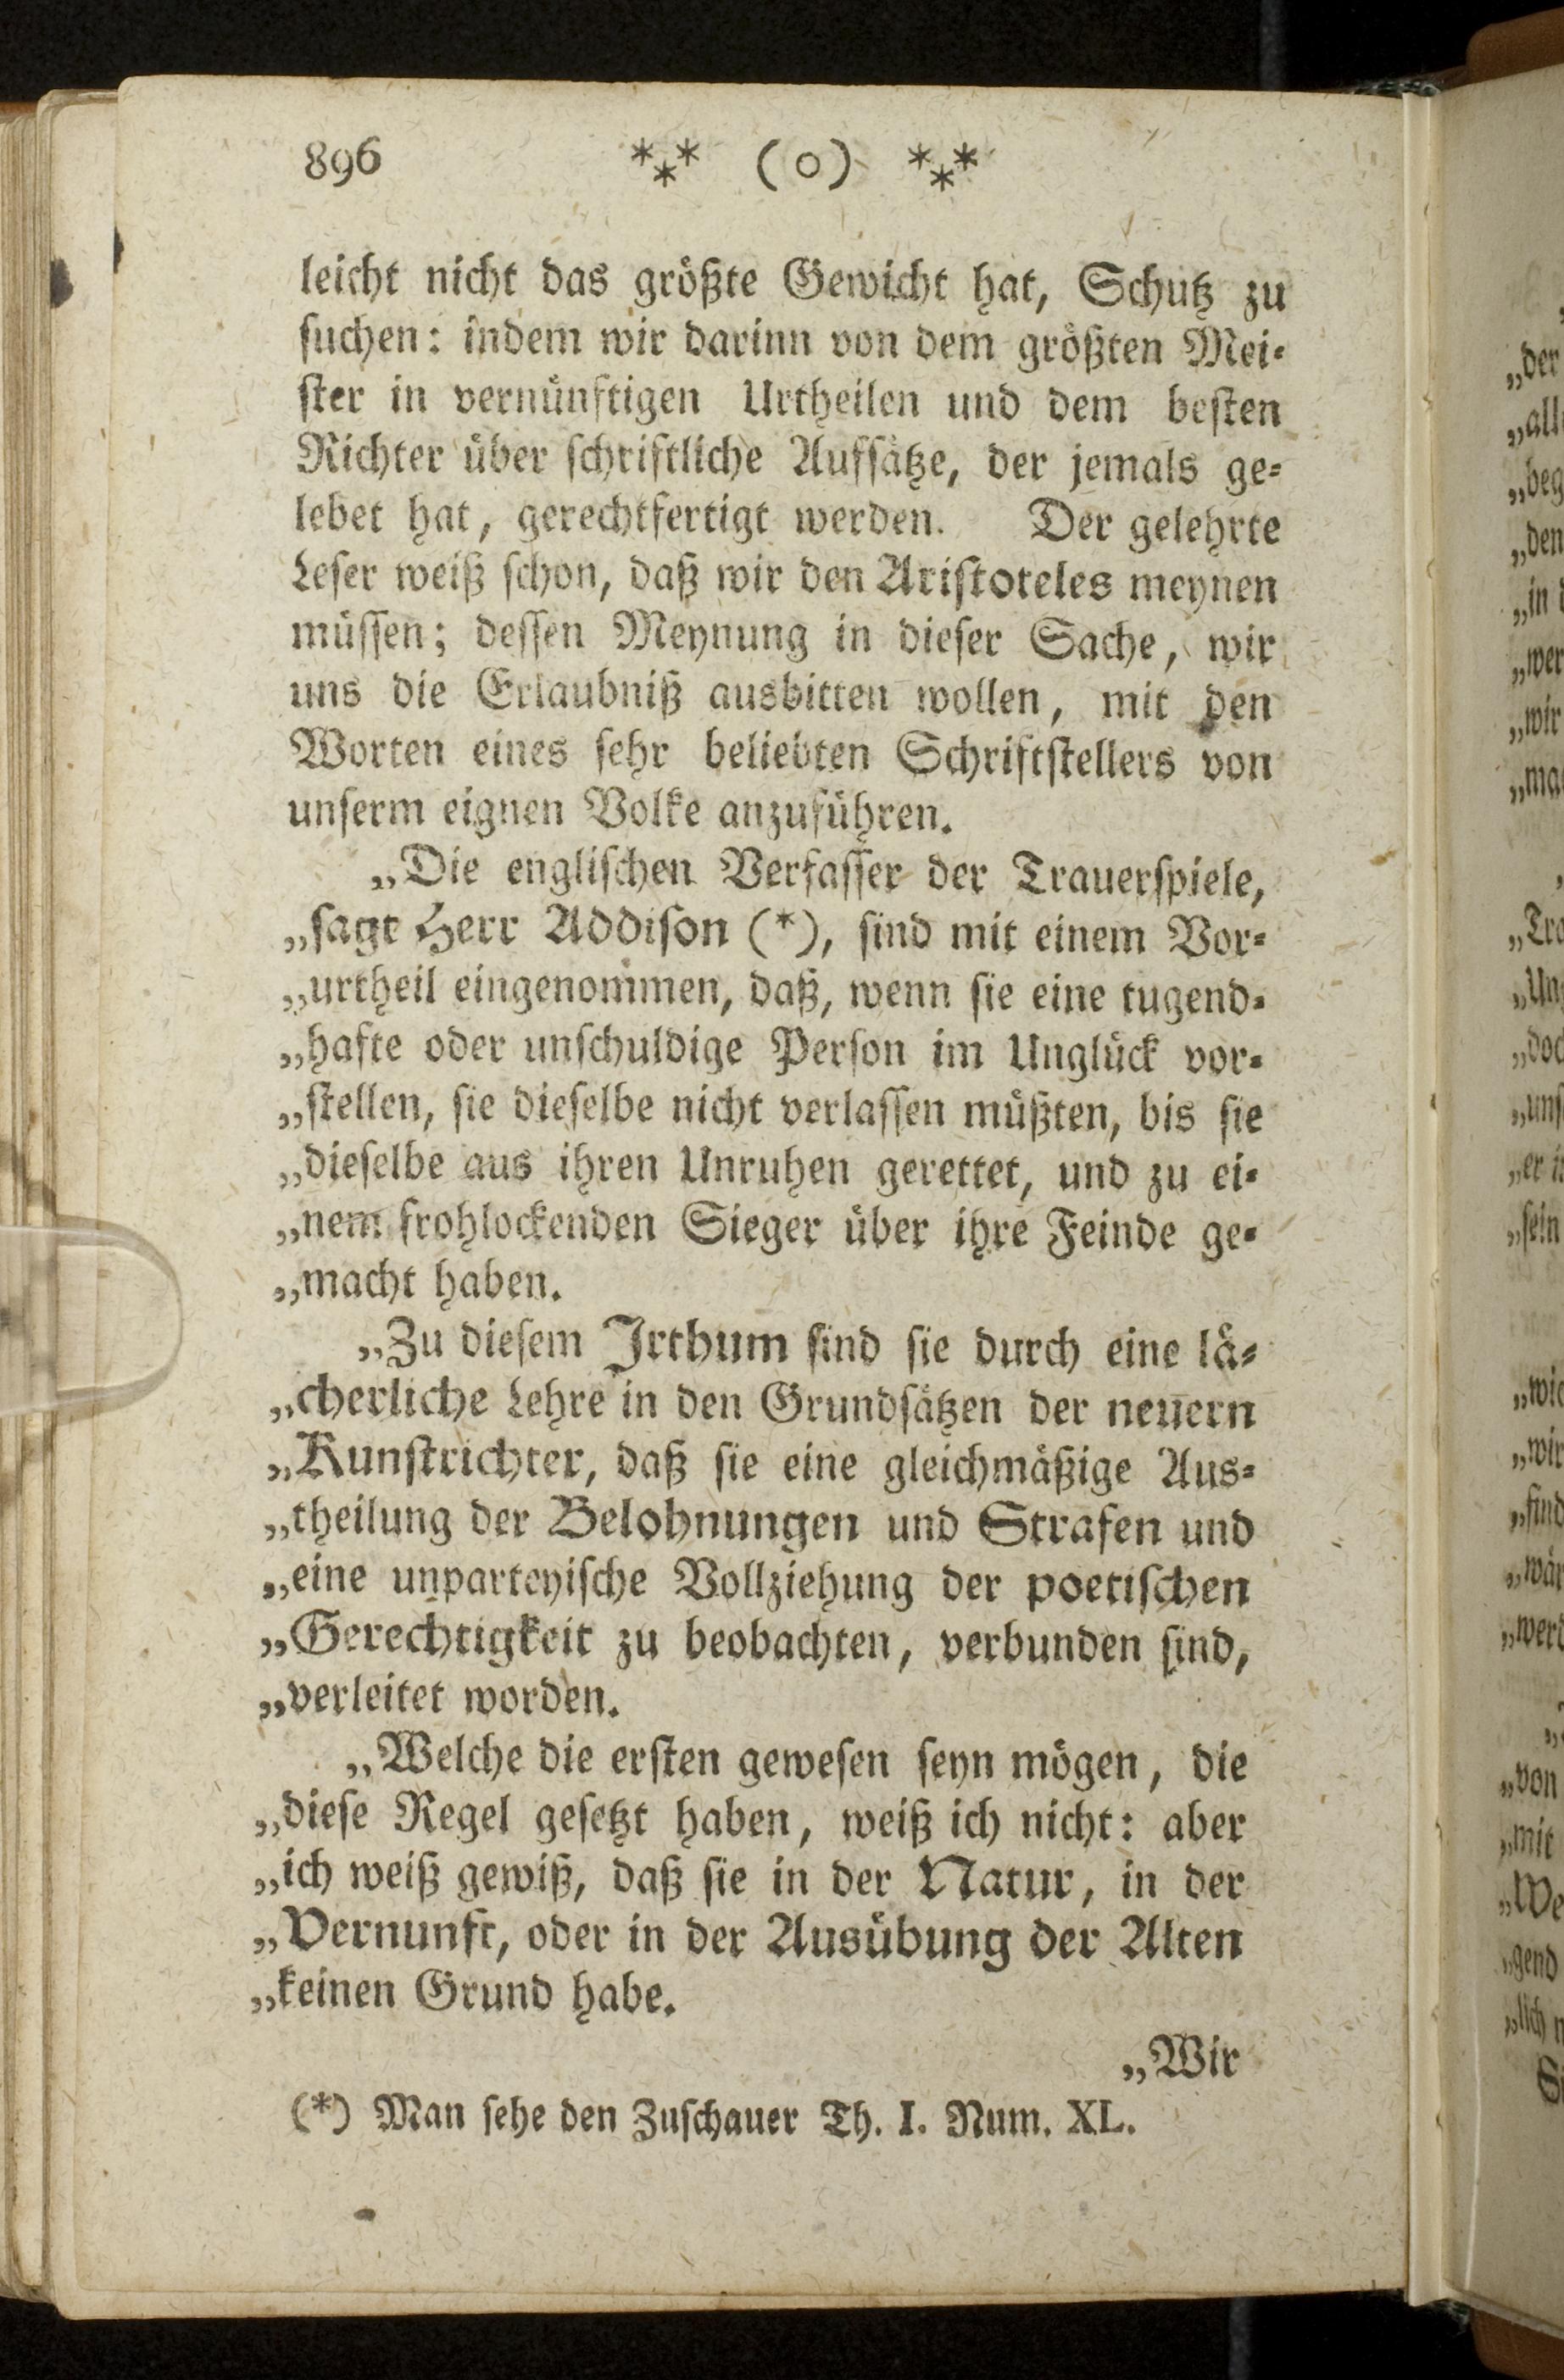 896 *** (o) ***
leicht nicht das größte Gewicht hat, Schutz zu
suchen: indem wir darinn von dem größten Mei-
ster in vernünftigen Urtheilen und dem besten
Richter über schriftliche Aufsätze, der jemals ge-
lebet hat, gerechtfertigt werden. Der gelehrte
Leser weiß schon, daß wir den Aristoteles meynen
müssen; dessen Meynung in dieser Sache, wir
uns die Erlaubniß ausbitten wollen, mit den
Worten eines sehr beliebten Schriftstellers von
unserm eignen Volke anzuführen.
„Die englischen Verfasser der Trauerspiele,
„sagt Herr Addison (*), sind mit einem Vor-
„urtheil eingenommen, daß, wenn sie eine tugend-
„hafte oder unschuldige Person im Unglück vor-
„stellen, sie dieselbe nicht verlassen müßten, bis sie
„dieselbe aus ihren Unruhen gerettet, und zu ei-
„nem frohlockenden Sieger über ihre Feinde ge-
„macht haben.
„Zu diesem Irthum sind sie durch eine lä-
„cherliche Lehre in den Grundsätzen der neuern
„Kunstrichter, daß sie eine gleichmäßige Aus-
„theilung der Belohnungen und Strafen und
„eine unparteyische Vollziehung der poetischen
„Gerechtigkeit zu beobachten, verbunden sind,
„verleitet worden.
„Welche die ersten gewesen seyn mögen, die
„diese Regel gesetzt haben, weiß ich nicht: aber
„ich weiß gewiß, daß sie in der Natur, in der
„Vernunft, oder in der Ausübung der Alten
„keinen Grund habe.
„Wir
(*) Man sehe den Zuschauer Th. I. Num. XL.